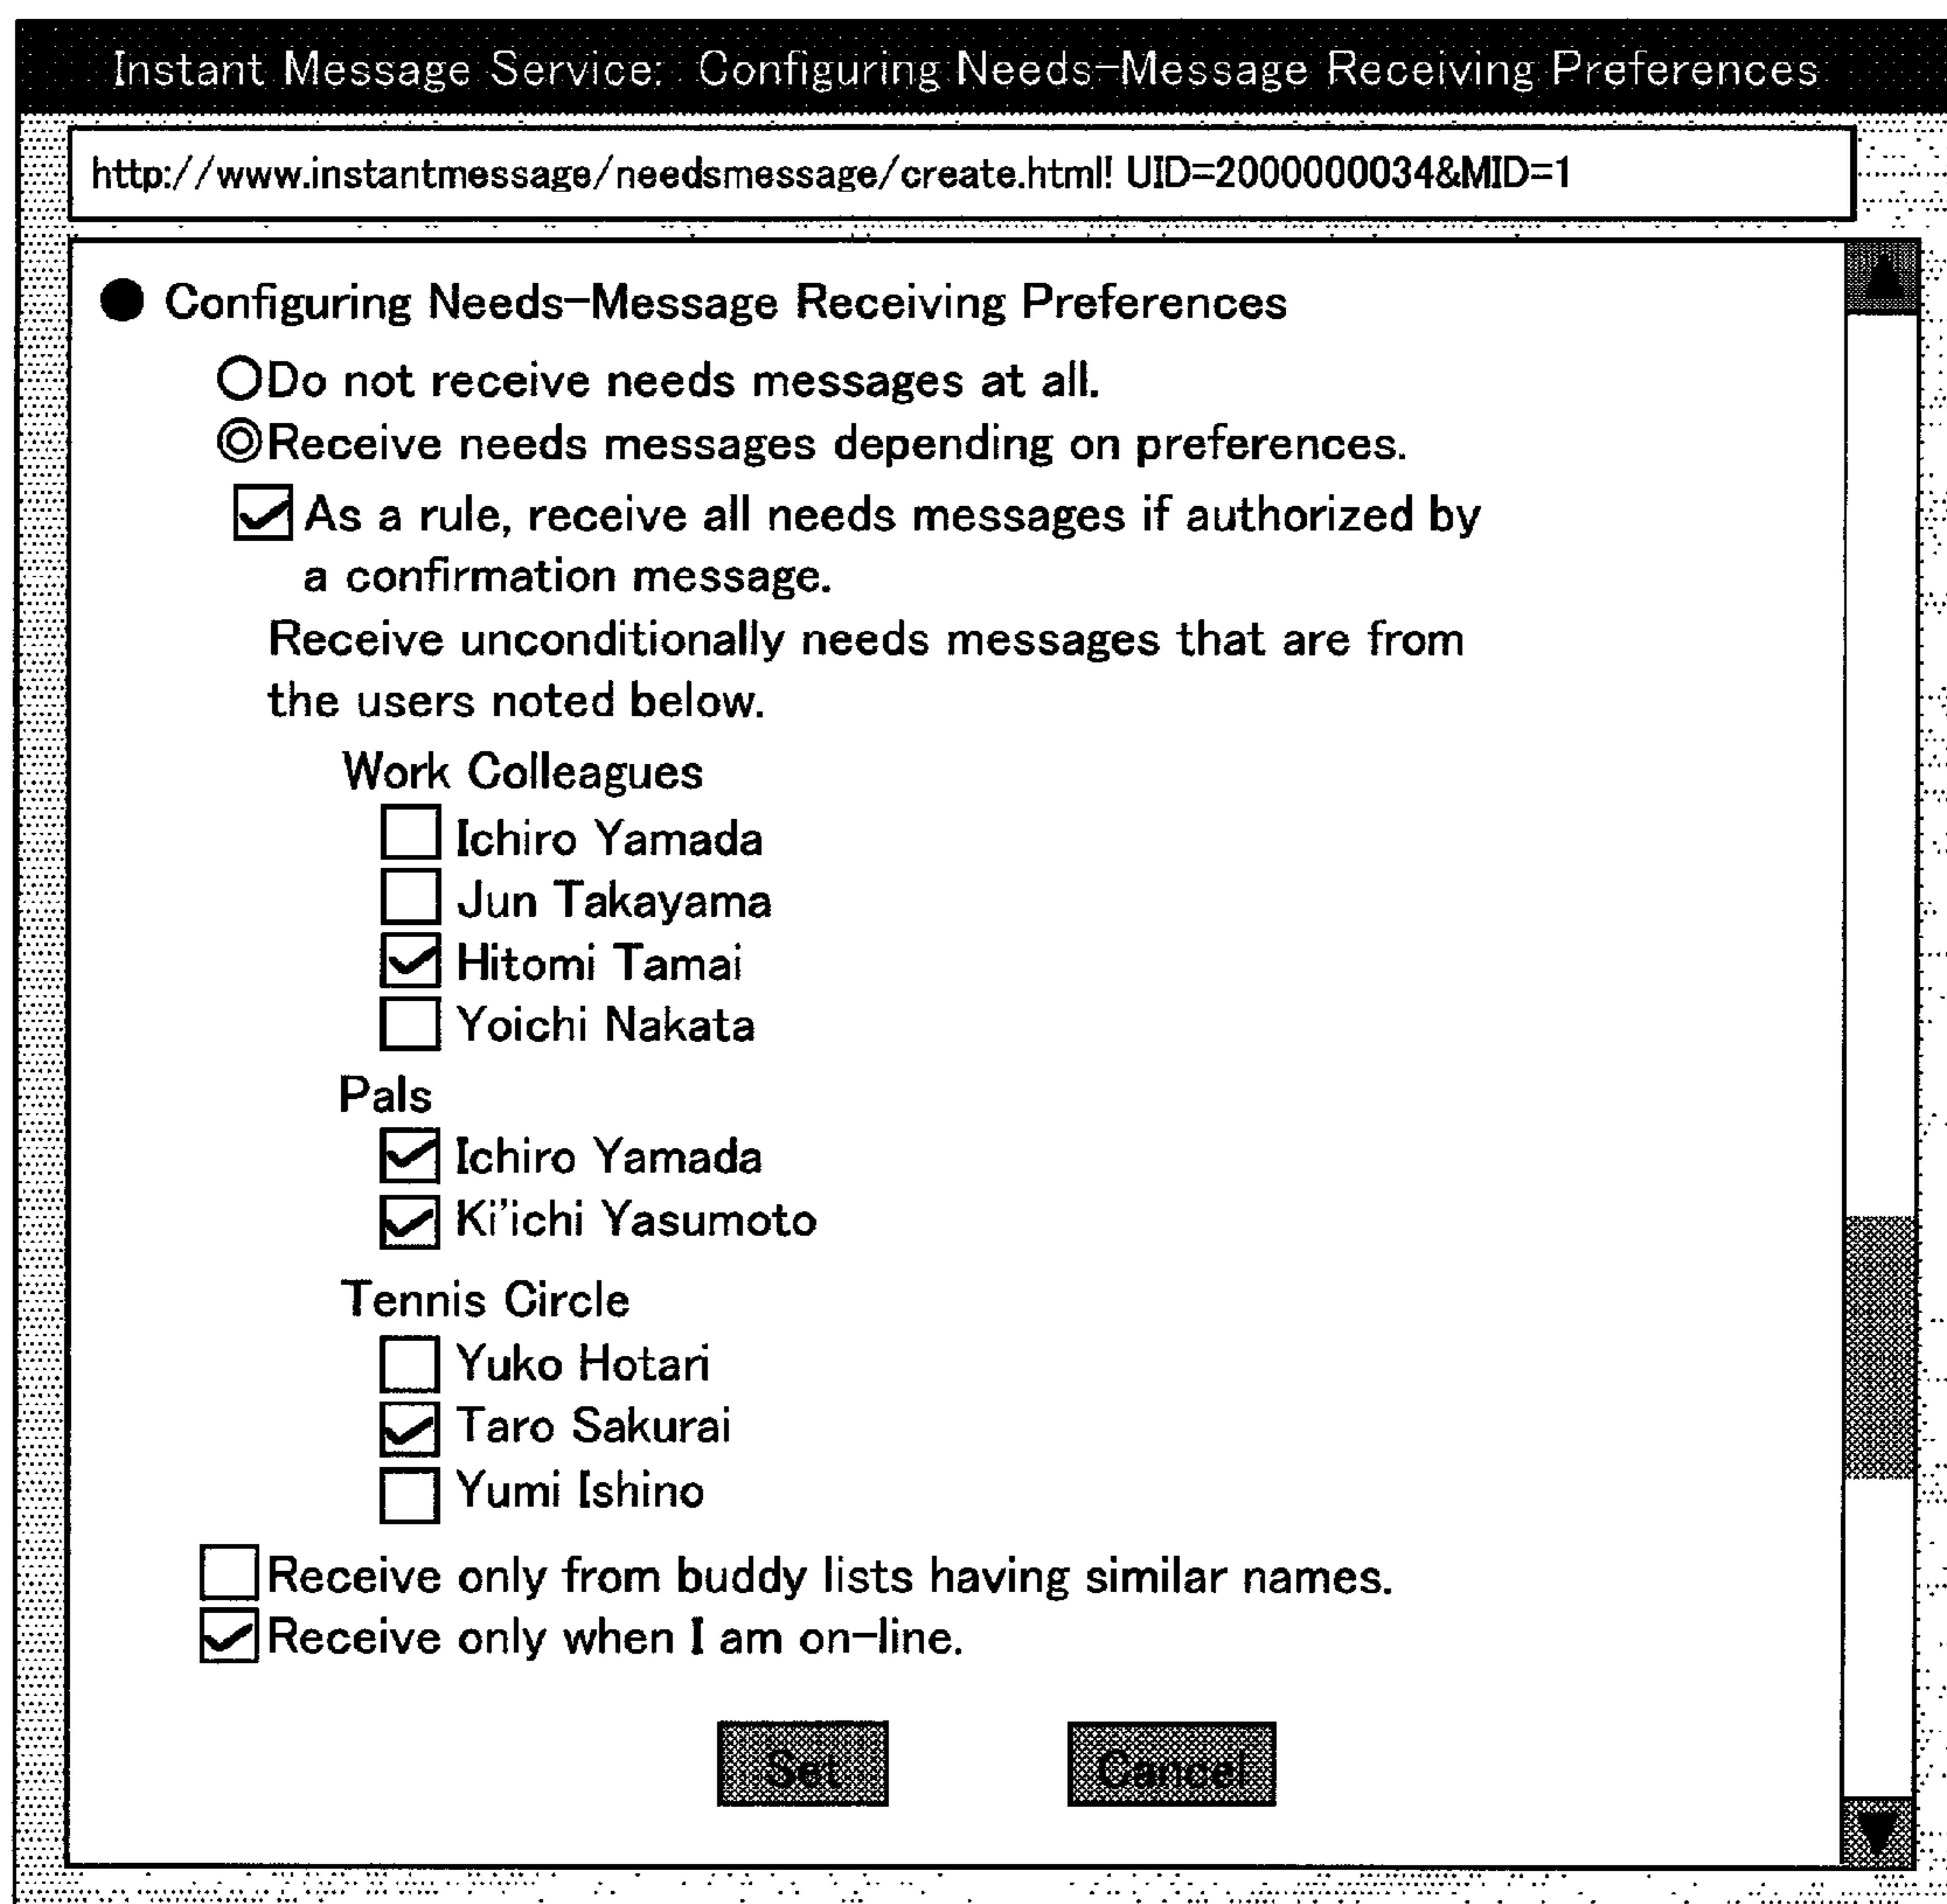 Instant Message Service: Configuring Needs-Message Receiving Preferences
http://www.instantmessage/needsmessage/create.html! UID=2000000034&MID=1
● Configuring Needs-Message Receiving Preferences
Do not receive needs messages at all.
Receive needs messages depending on preferences.
As a rule, receive all needs messages if authorized by
a confirmation message.
Receive unconditionally needs messages that are from
the users noted below.
Work Colleagues
Ichiro Yamada
Jun Takayama
Hitomi Tamai
Yoichi Nakata
Pals
Ichiro Yamada
Ki'ichi Yasumoto
Tennis Circle
Yuko Hotari
Taro Sakurai
Yumi Ishino
Receive only from buddy lists having similar names.
Receive only when I am on-line.
Set Cancel